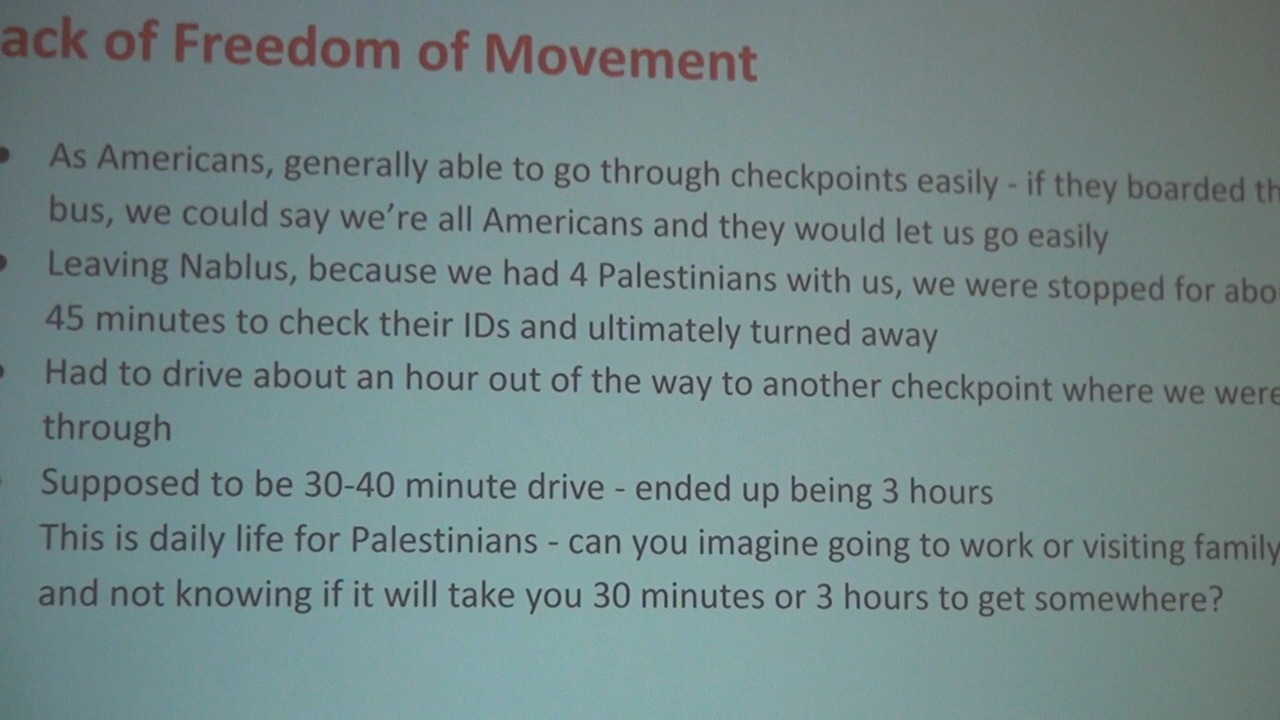 ack of Freedom of Movement
As Americans, generally able to go through checkpoints easily - if they boarded th
bus, we could say we're all Americans and they would let us go easily
Leaving Nablus, because we had 4 Palestinians with us, we were stopped for abo
45 minutes to check their IDs and ultimately turned away
Had to drive about an hour out of the way to another checkpoint where we were
through
Supposed to be 30-40 minute drive - ended up being 3 hours
This is daily life for Palestinians - can you imagine going to work or visiting family
and not knowing if it will take you 30 minutes or 3 hours to get somewhere?